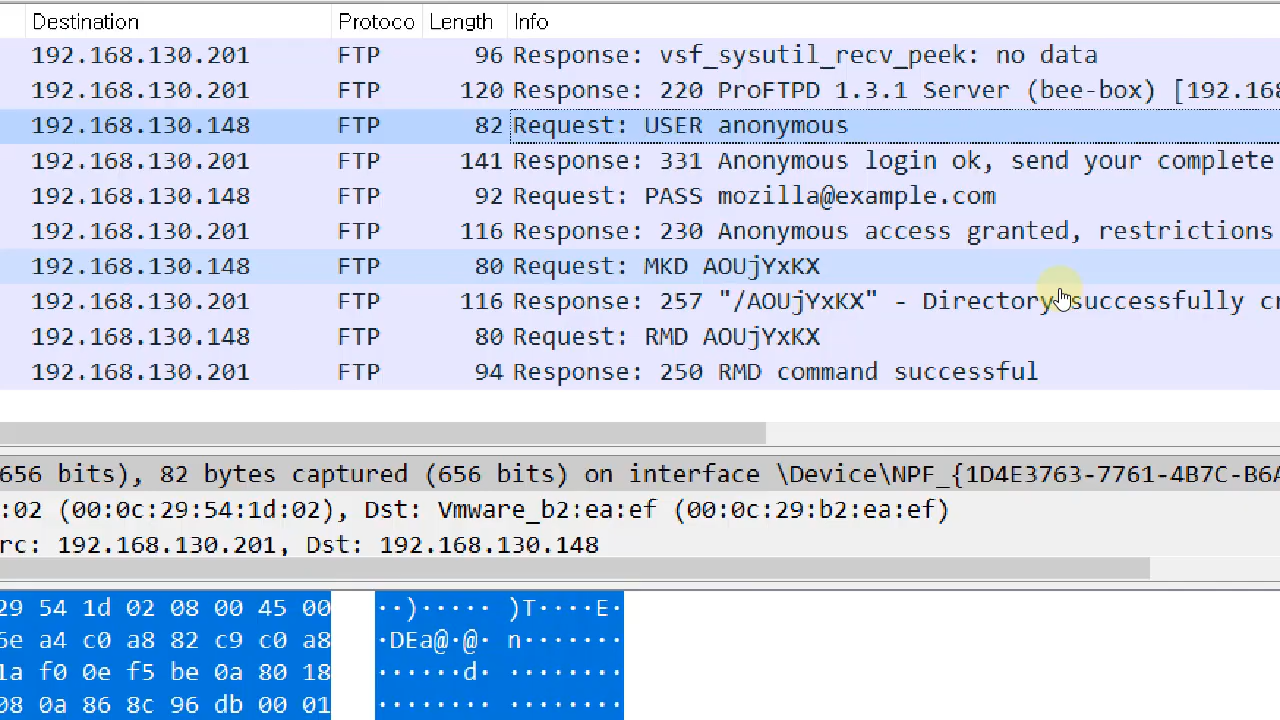 Destination Protoco Length Info
192.168.130.201 FTP 96 Response: vsf_sysutil_recv_peek: no data
192.168.130.201 FTP 120 Response: 220 ProFTPD 1.3.1 Server (bee-box) [192.168
192.168.130.148 FTP 82 Request: USER anonymous
192.168.130.201 FTP 141 Response: 331 Anonymous login ok, send your complete
192.168.130.148 FTP 92 Request: PASS mozilla@example.com
192.168.130.201 FTP 116 Response: 230 Anonymous access granted, restrictions
192.168.130.148 FTP 80 Request: MKD AOUjYxKX
192.168.130.201 FTP 116 Response: 257 "/AOUjYxKX" - Directory successfully cr
192.168.130.148 FTP 80 Request: RMD AOUjYxKX
192.168.130.201 FTP 94 Response: 250 RMD command successful
656 bits), 82 bytes captured (656 bits) on interface \Device\NPF_{1D4E3763-7761-4B7C-B6A
:02 (00:0c:29:54:1d:02), Dst: Vmware_b2:ea:ef (00:0c:29:b2:ea:ef)
rc: 192.168.130.201, Dst: 192.168.130.148
29 54 1d 02 08 00 45 00 ··)····· )T····E·
5e a4 c0 a8 82 c9 c0 a8 ·DEa@·@· n·······
1a f0 0e f5 be 0a 80 18 ······d· ········
08 0a 86 8c 96 db 00 01 ········ ········